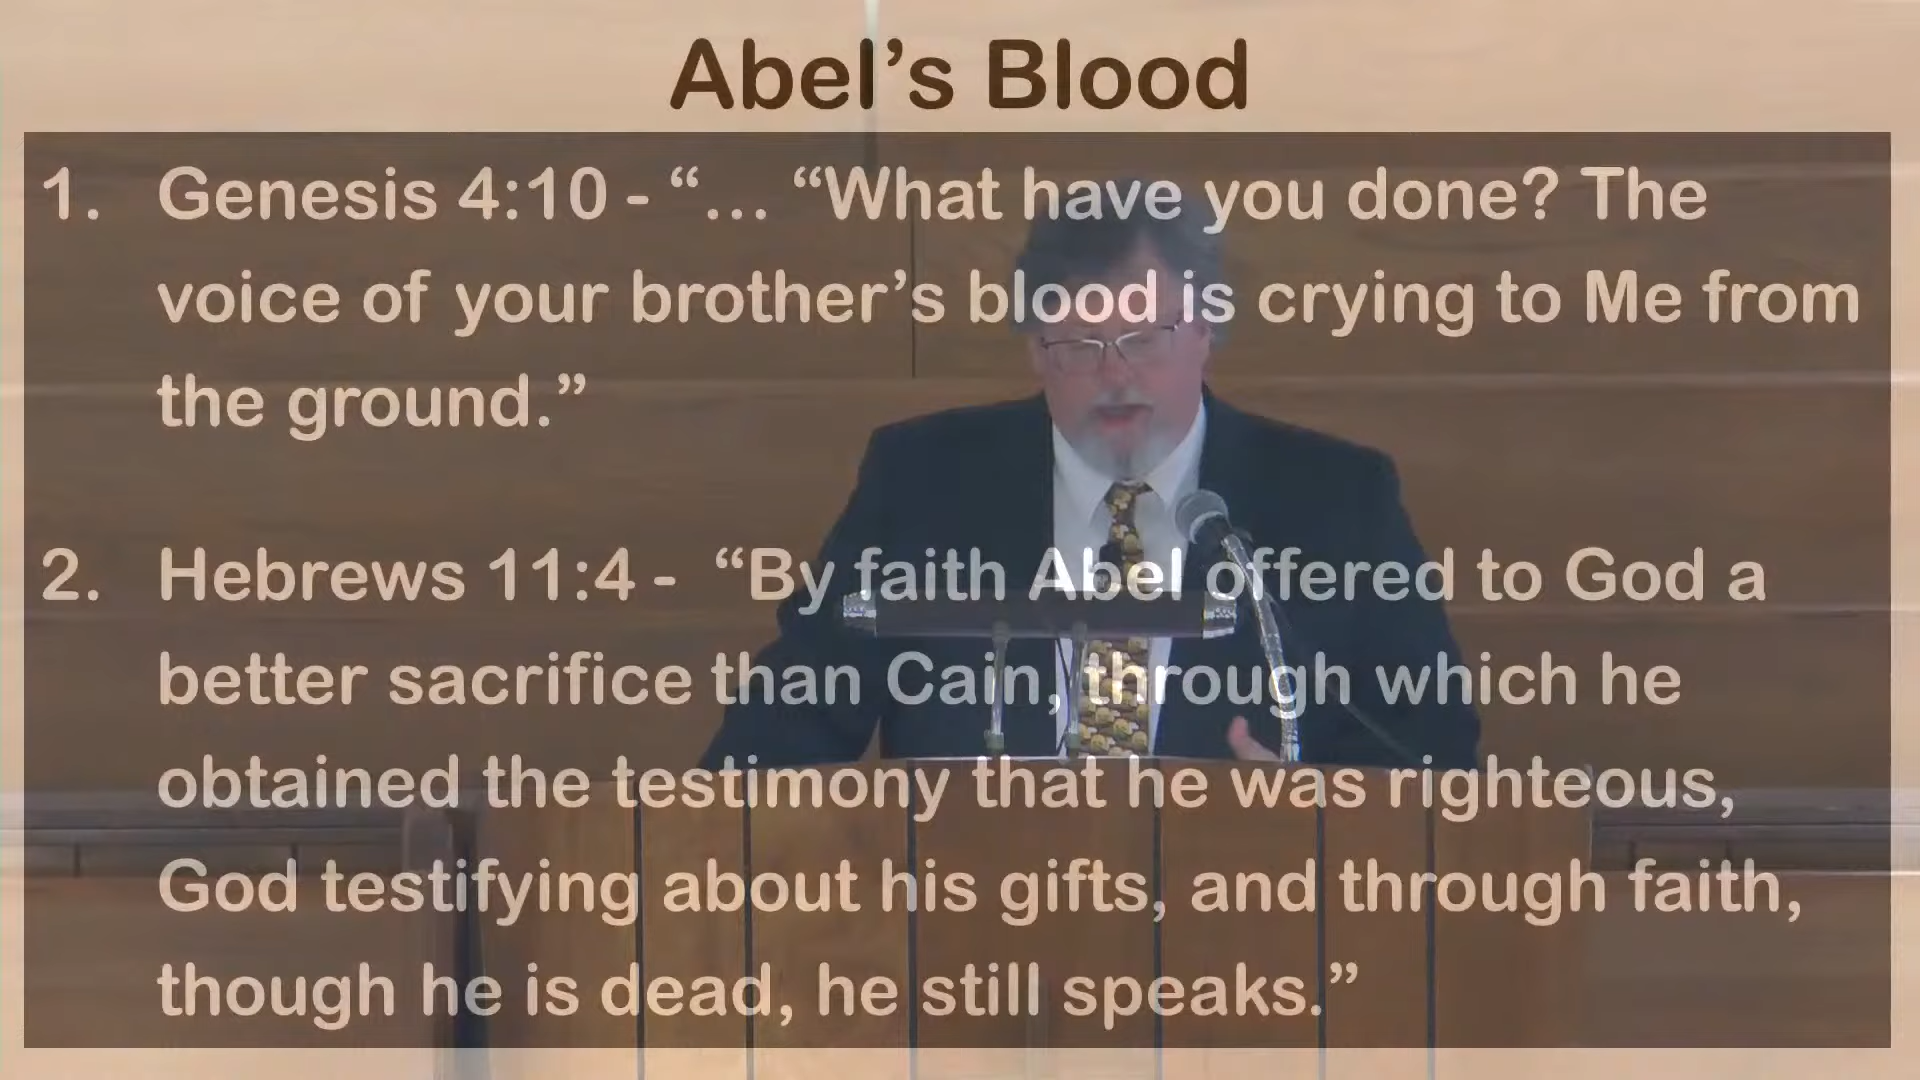 Abel’s Blood
1. Genesis 4:10 - “… “What have you done? The
voice of your brother’s blood is crying to Me from
the ground.”
2. Hebrews 11:4 - “By faith Abel offered to God a
better sacrifice than Cain, through which he
obtained the testimony that he was righteous,
God testifying about his gifts, and through faith,
though he is dead, he still speaks.”